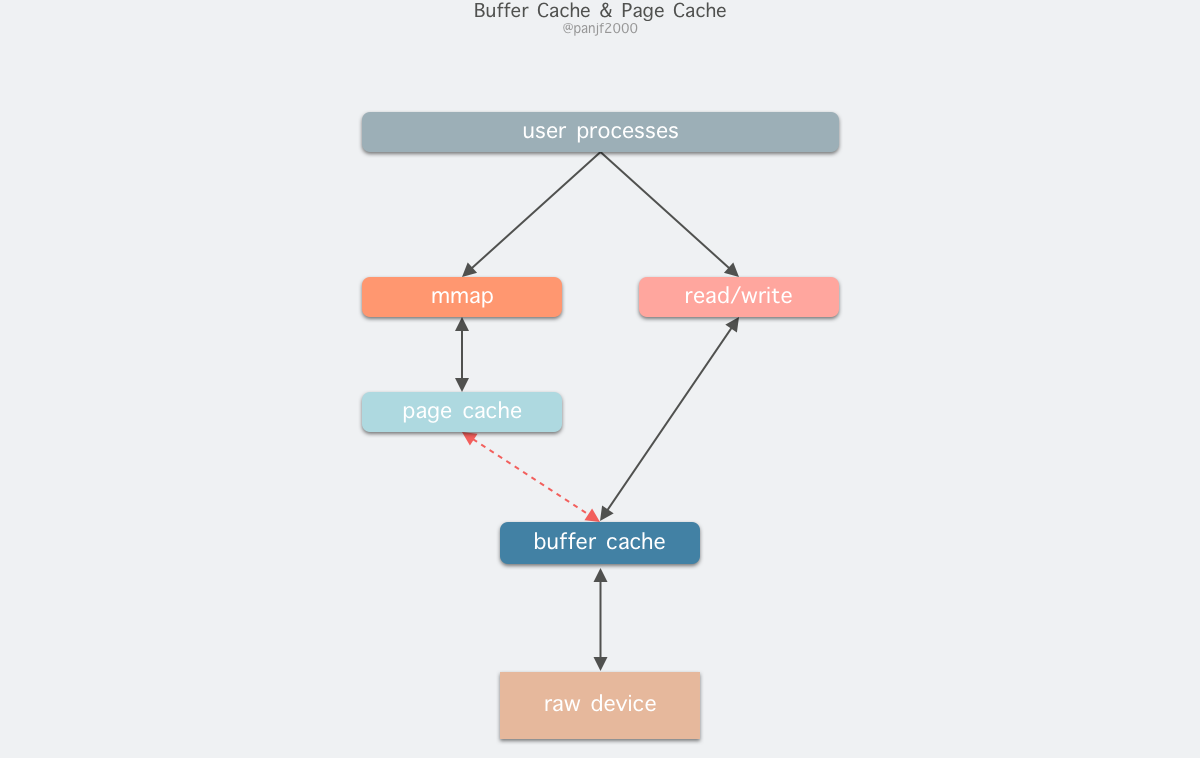 Buffer Cache & Page Cache
@panjf2000
user processes
mmap
read/write
page cache
buffer cache
raw device